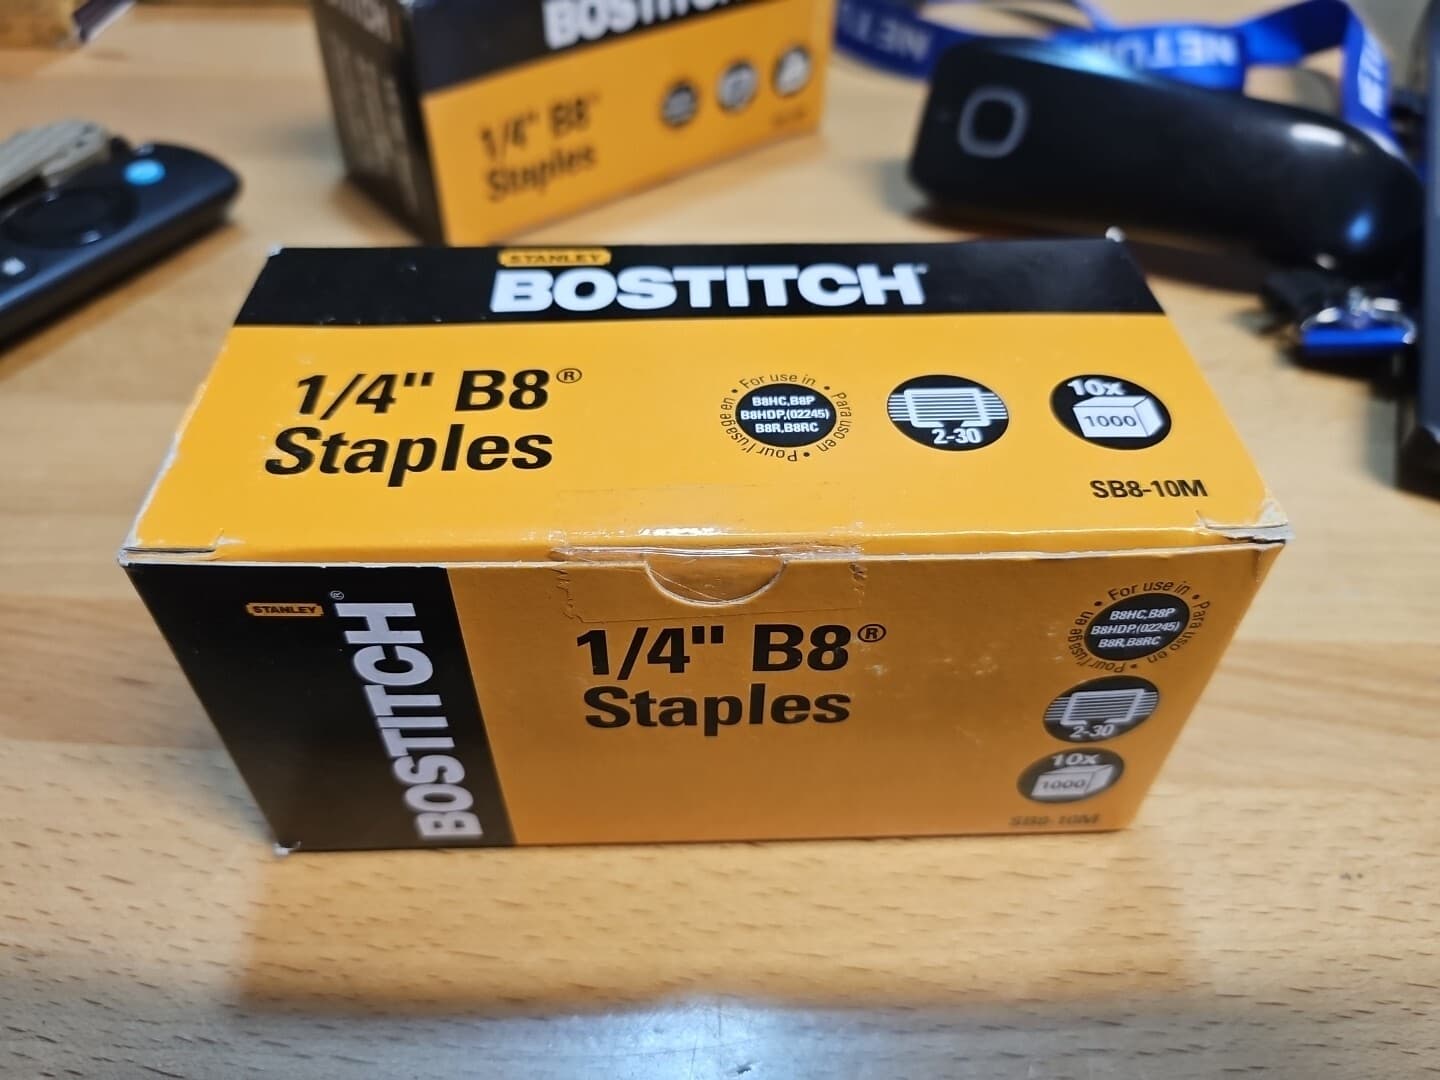 BOSTITCH
1/4" B8®
Staples
NETUM
STANLEY
BOSTITCH®
1/4" B8®
Staples
• For use in •
Para uso en •
Pour l'usage en •
B8HC,B8P
B8HDP,(02245)
B8R,B8RC
2-30
10x
1000
SB8-10M
STANLEY
BOSTITCH®
1/4" B8®
Staples
• For use in •
Para uso en •
Pour l'usage en •
B8HC,B8P
B8HDP,(02245)
B8R,B8RC
2-30
10x
1000
SB8-10M